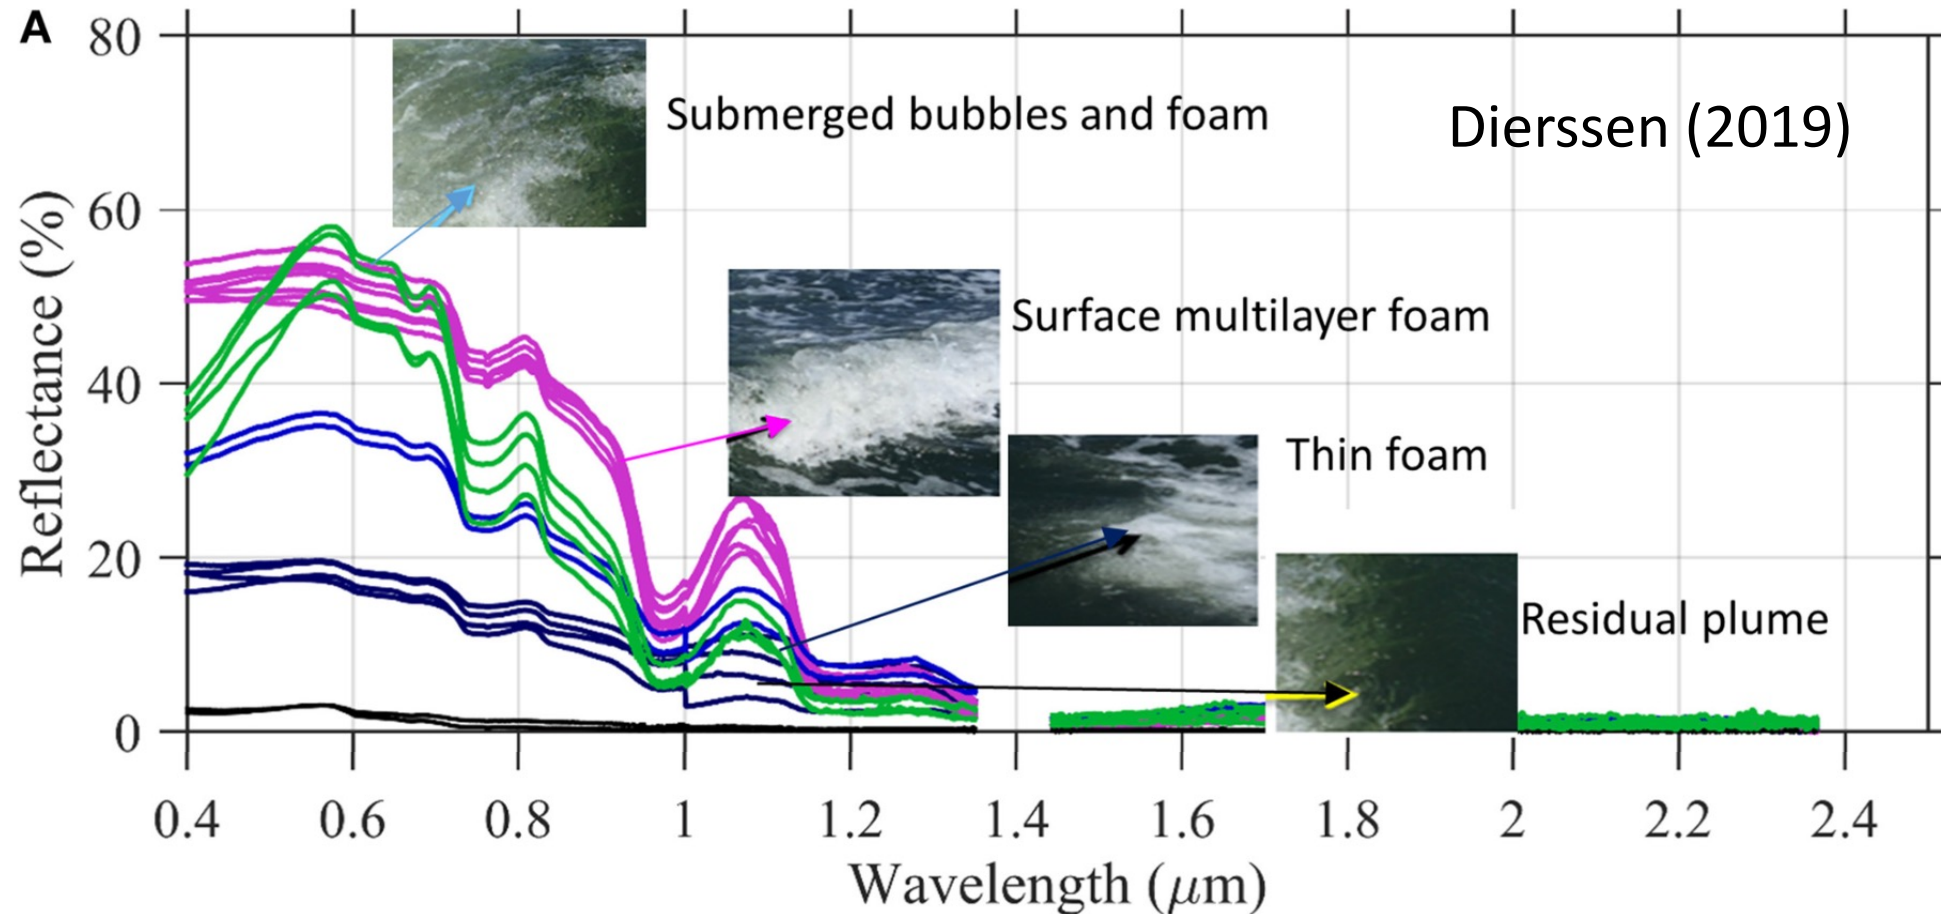 A
80
Submerged bubbles and foam
Dierssen (2019)
60
Surface multilayer foam
40
Thin foam
20
Residual plume
0
Reflectance (%)
0.4 0.6 0.8 1 1.2 1.4 1.6 1.8 2 2.2 2.4
Wavelength (μm)